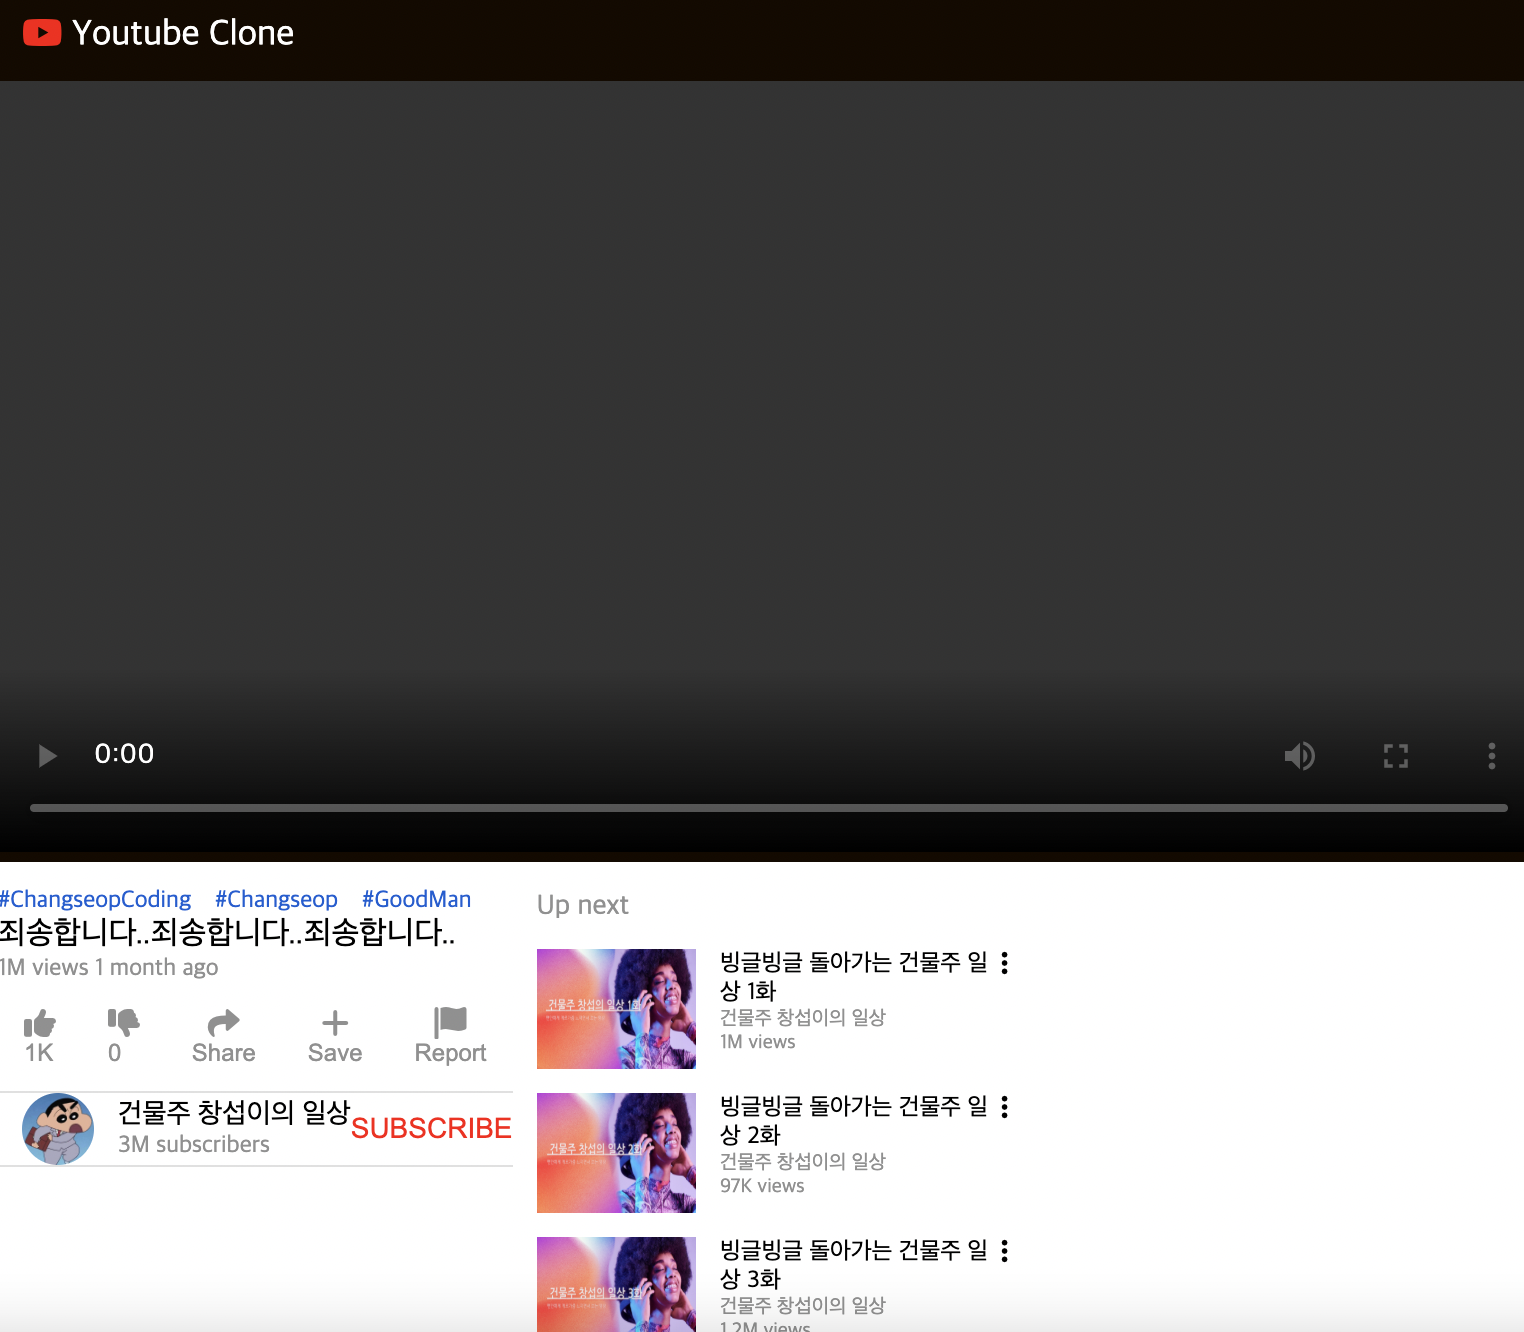 Youtube Clone
0:00
#ChangseopCoding #Changseop #GoodMan
죄송합니다..죄송합니다..죄송합니다..
1M views 1 month ago
1K 0 Share Save Report
건물주 창섭이의 일상
3M subscribers
SUBSCRIBE
Up next
건물주 창섭의 일상 1화
빙글빙글 돌아가는 건물주 일
상 1화
건물주 창섭이의 일상
1M views
건물주 창섭의 일상 2화
빙글빙글 돌아가는 건물주 일
상 2화
건물주 창섭이의 일상
97K views
건물주 창섭의 일상 3화
빙글빙글 돌아가는 건물주 일
상 3화
건물주 창섭이의 일상
1.2M views